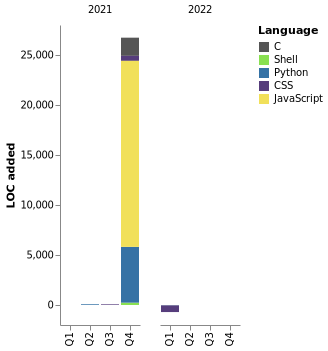 2021
2022
Language
C
Shell
Python
CSS
JavaScript
LOC added
25,000
20,000
15,000
10,000
5,000
0
Q1
Q2
Q3
Q4
Q1
Q2
Q3
Q4